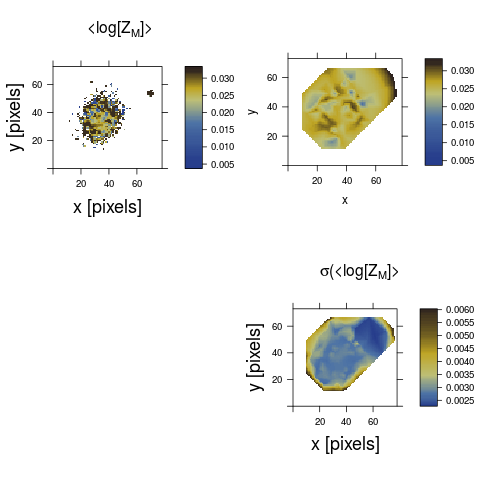 <log[Z_M]>
y [pixels]
60
40
20
20 40 60
x [pixels]
0.030
0.025
0.020
0.015
0.010
0.005
y
60
40
20
20 40 60
x
0.030
0.025
0.020
0.015
0.010
0.005
σ(<log[Z_M]>
y [pixels]
60
40
20
20 40 60
x [pixels]
0.0060
0.0055
0.0050
0.0045
0.0040
0.0035
0.0030
0.0025